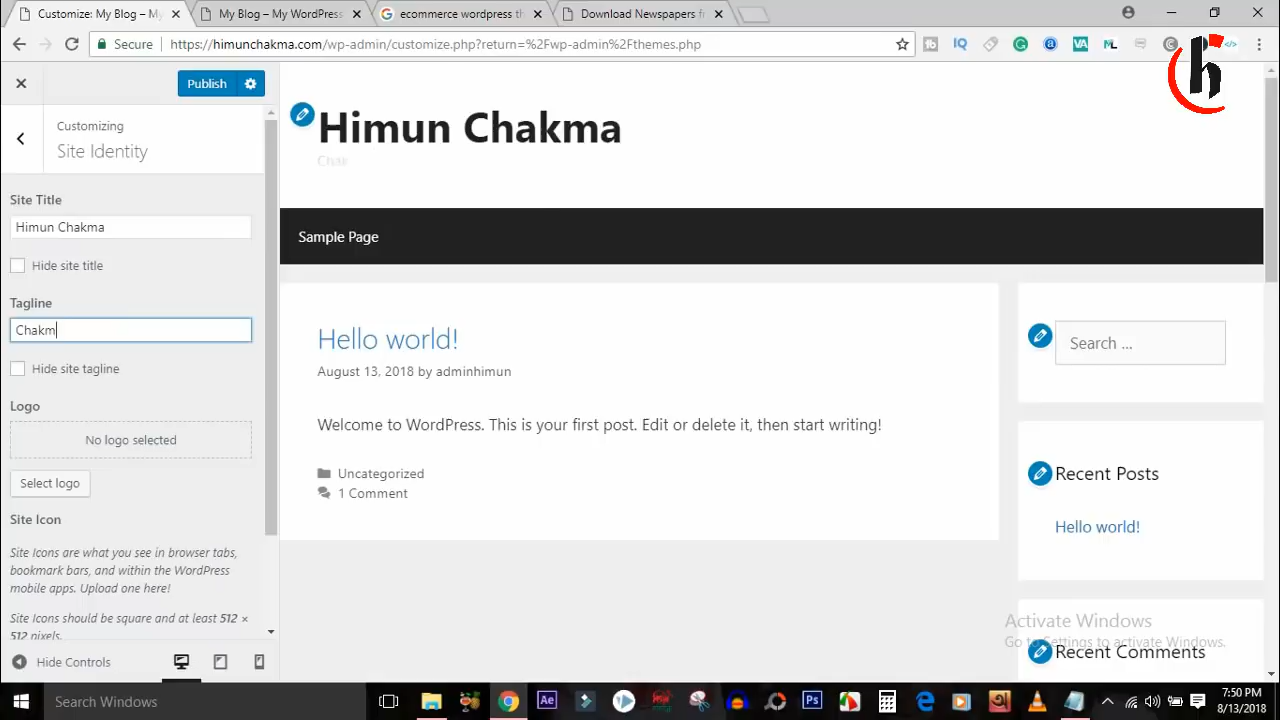 Customize: My Blog – M
My Blog – My WordPress
ecommerce wordpress th
Download Newspapers fr
Secure
https://himunchakma.com/wp-admin/customize.php?return=%2Fwp-admin%2Fthemes.php
Publish
Customizing
Site Identity
Site Title
Himun Chakma
Hide site title
Tagline
Chakm
Hide site tagline
Logo
No logo selected
Select logo
Site Icon
Site Icons are what you see in browser tabs,
bookmark bars, and within the WordPress
mobile apps. Upload one here!
Site Icons should be square and at least 512 ×
512 pixels.
Hide Controls
h
Himun Chakma
Chak
Sample Page
Hello world!
August 13, 2018 by adminhimun
Welcome to WordPress. This is your first post. Edit or delete it, then start writing!
Uncategorized
1 Comment
Search ...
Recent Posts
Hello world!
Activate Windows
Go to Settings to activate Windows.
Recent Comments
Search Windows
7:50 PM
8/13/2018